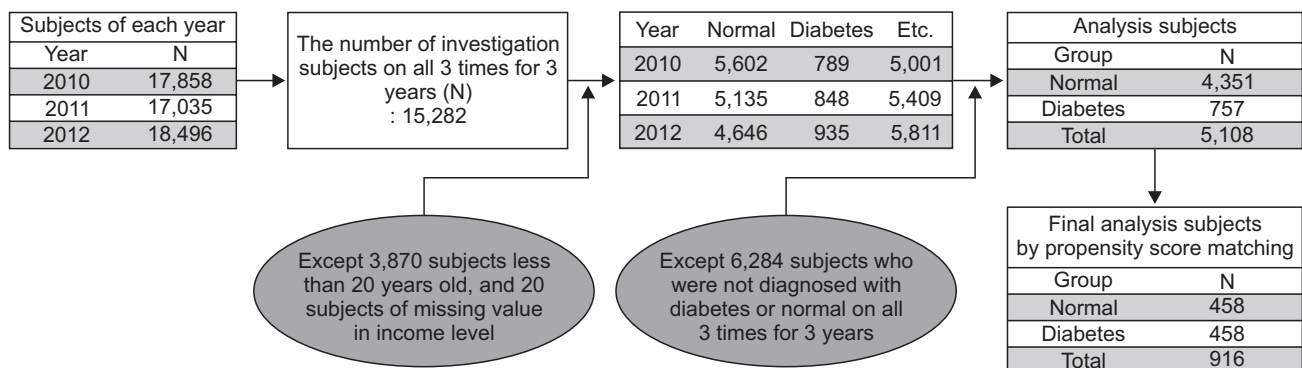 Subjects of each year
Year N
2010 17,858
2011 17,035
2012 18,496
The number of investigation
subjects on all 3 times for 3
years (N)
: 15,282
Year Normal Diabetes Etc.
2010 5,602 789 5,001
2011 5,135 848 5,409
2012 4,646 935 5,811
Analysis subjects
Group N
Normal 4,351
Diabetes 757
Total 5,108
Except 3,870 subjects less
than 20 years old, and 20
subjects of missing value
in income level
Except 6,284 subjects who
were not diagnosed with
diabetes or normal on all
3 times for 3 years
Final analysis subjects
by propensity score matching
Group N
Normal 458
Diabetes 458
Total 916